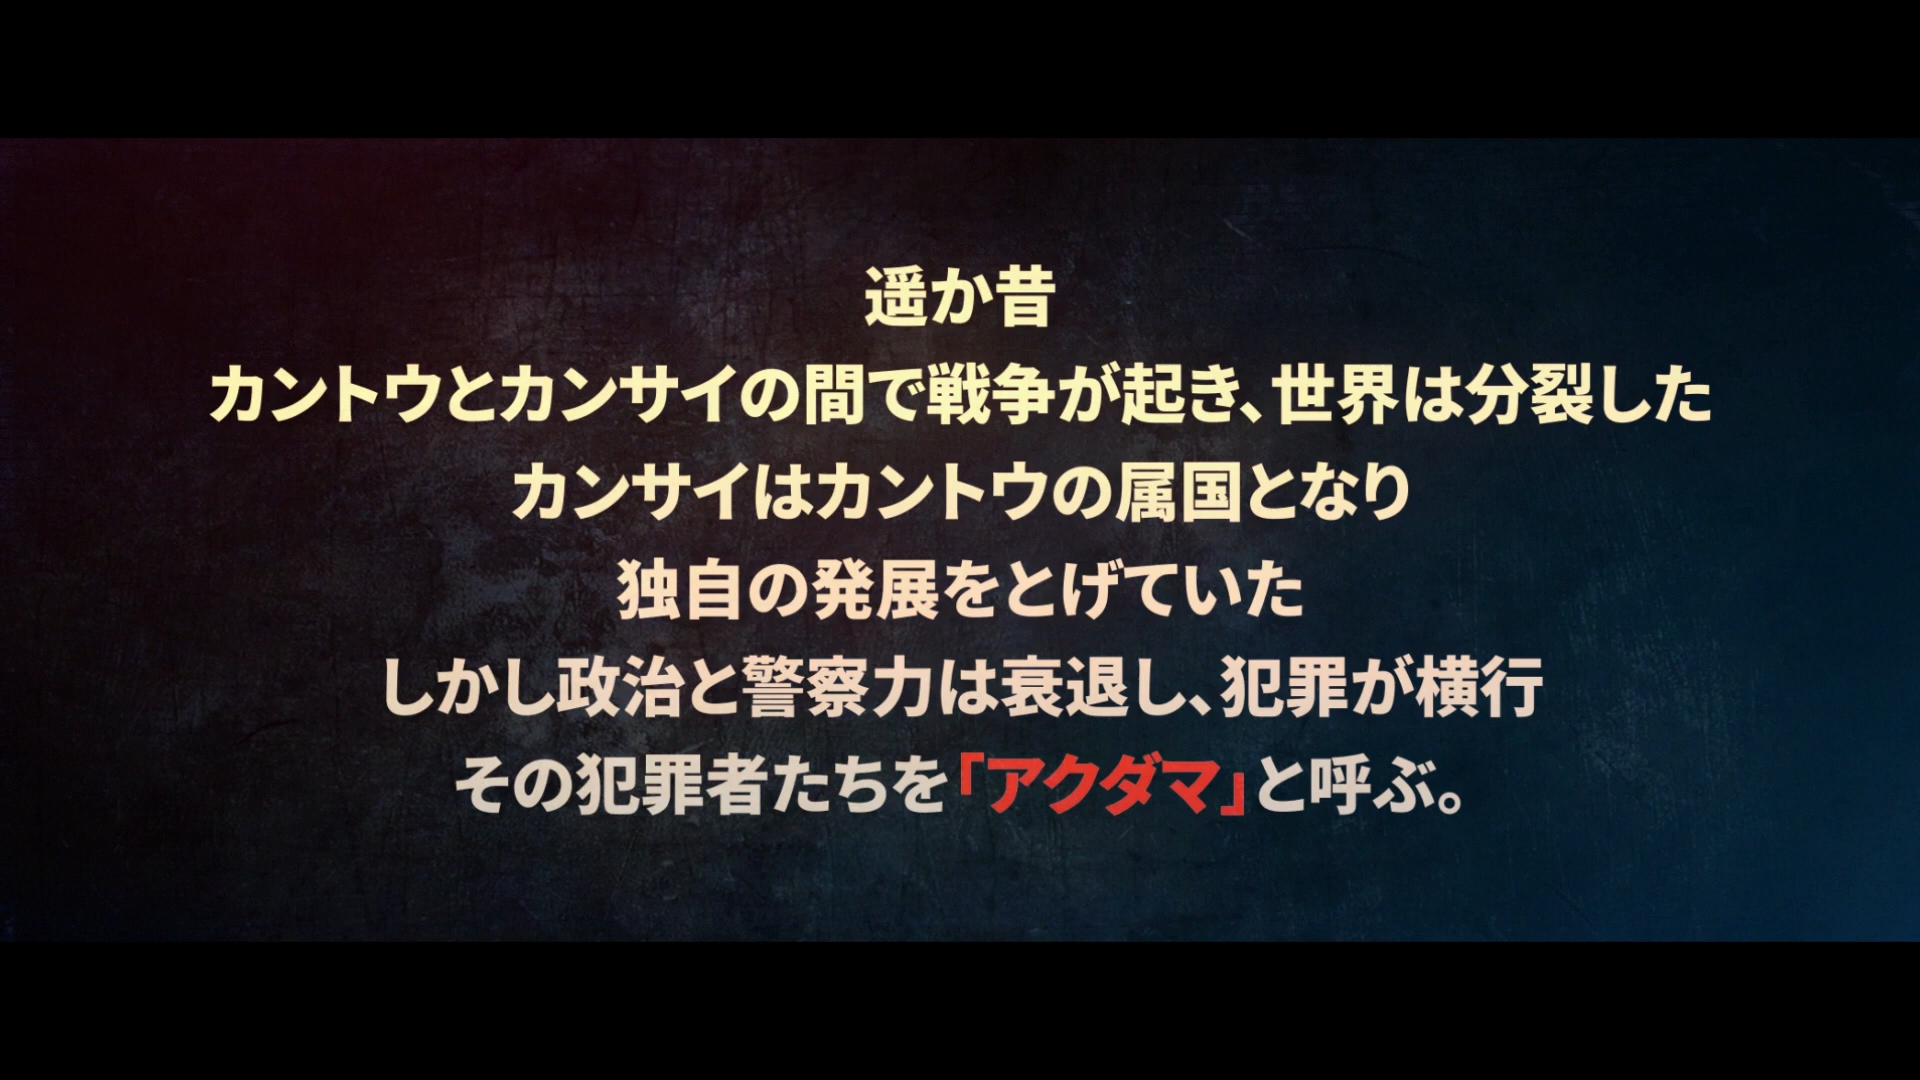 遥か昔
カントウとカンサイの間で戦争が起き、世界は分裂した
カンサイはカントウの属国となり
独自の発展をとげていた
しかし政治と警察力は衰退し、犯罪が横行
その犯罪者たちを「アクダマ」と呼ぶ。